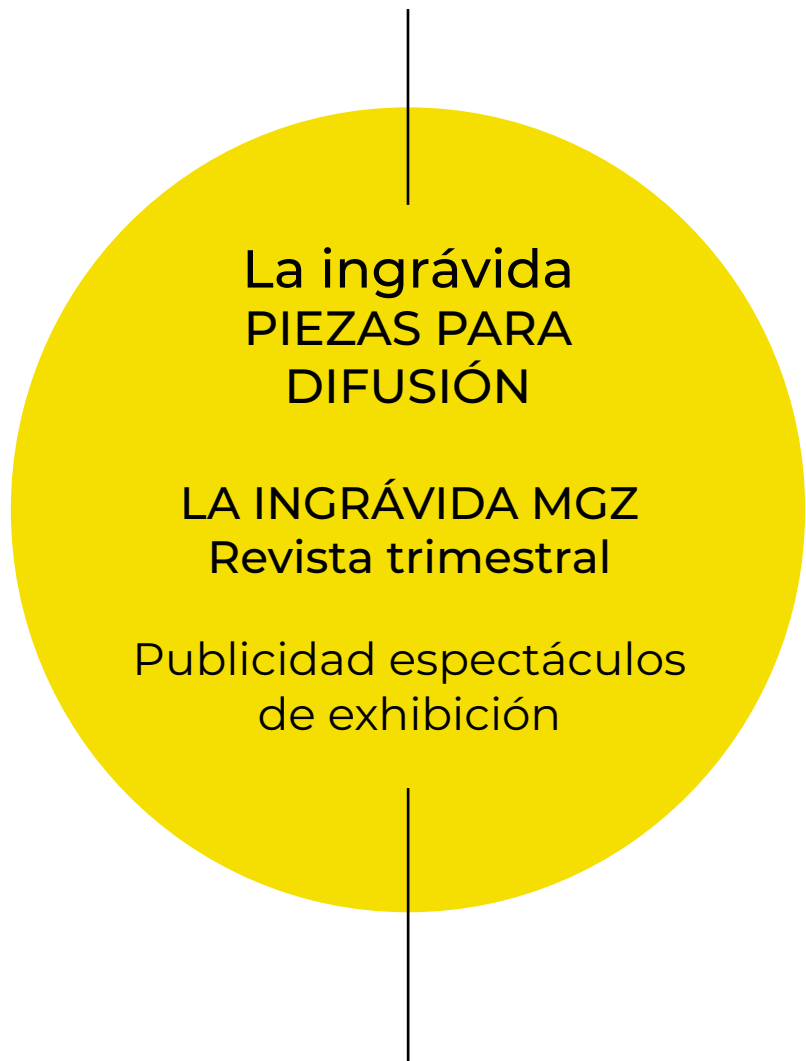 La ingrávida
PIEZAS PARA
DIFUSIÓN
LA INGRÁVIDA MGZ
Revista trimestral
Publicidad espectáculos
de exhibición